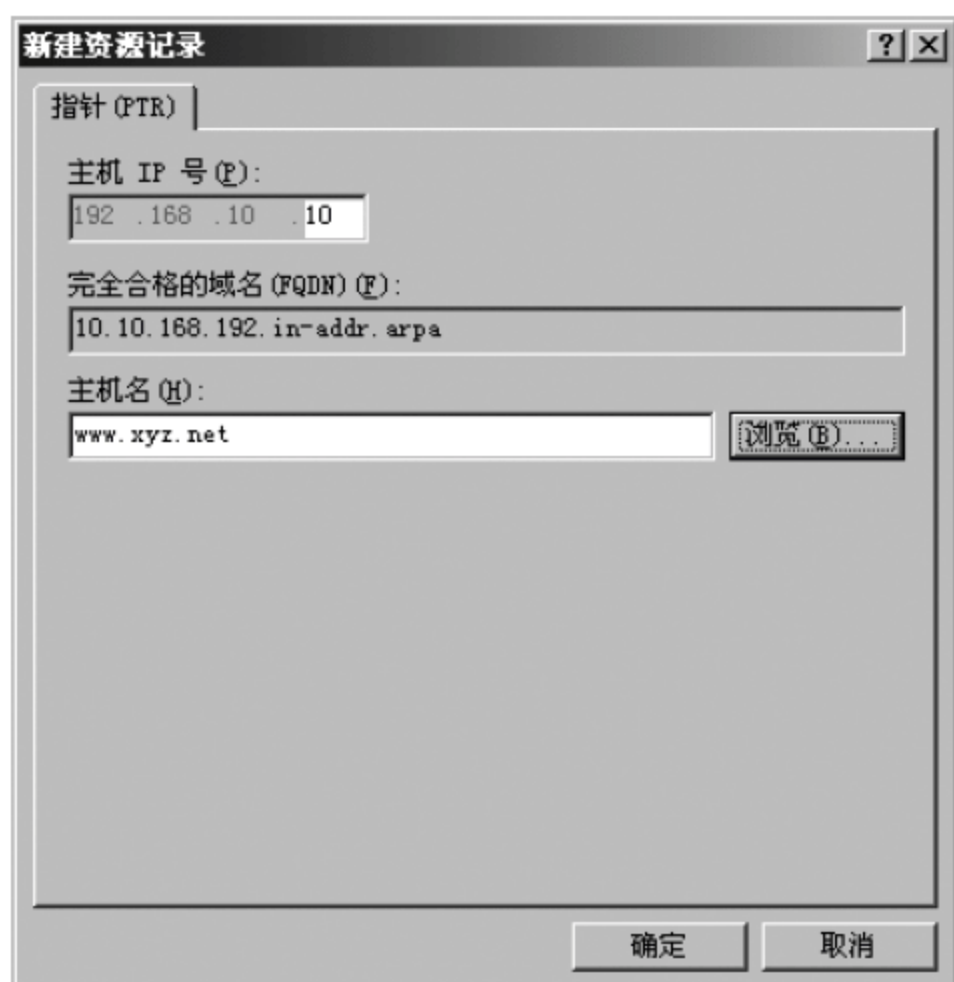 新建资源记录
指针(PTR)
主机 IP 号(P):
192 .168 .10 .10
完全合格的域名(FQDN)(F):
10.10.168.192.in-addr.arpa
主机名(H):
www.xyz.net 浏览(B)...
确定 取消